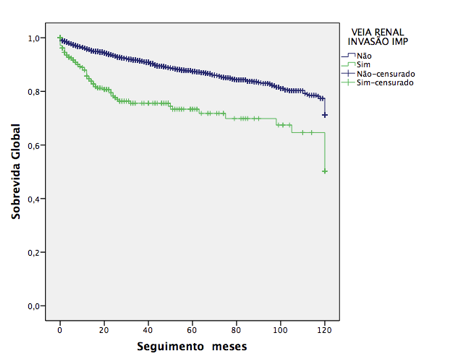 VEIA RENAL
INVASÃO IMP
Não
Sim
Não-censurado
Sim-censurado
Sobrevida Global
1,0
0,8
0,6
0,4
0,2
0,0
0 20 40 60 80 100 120
Seguimento meses